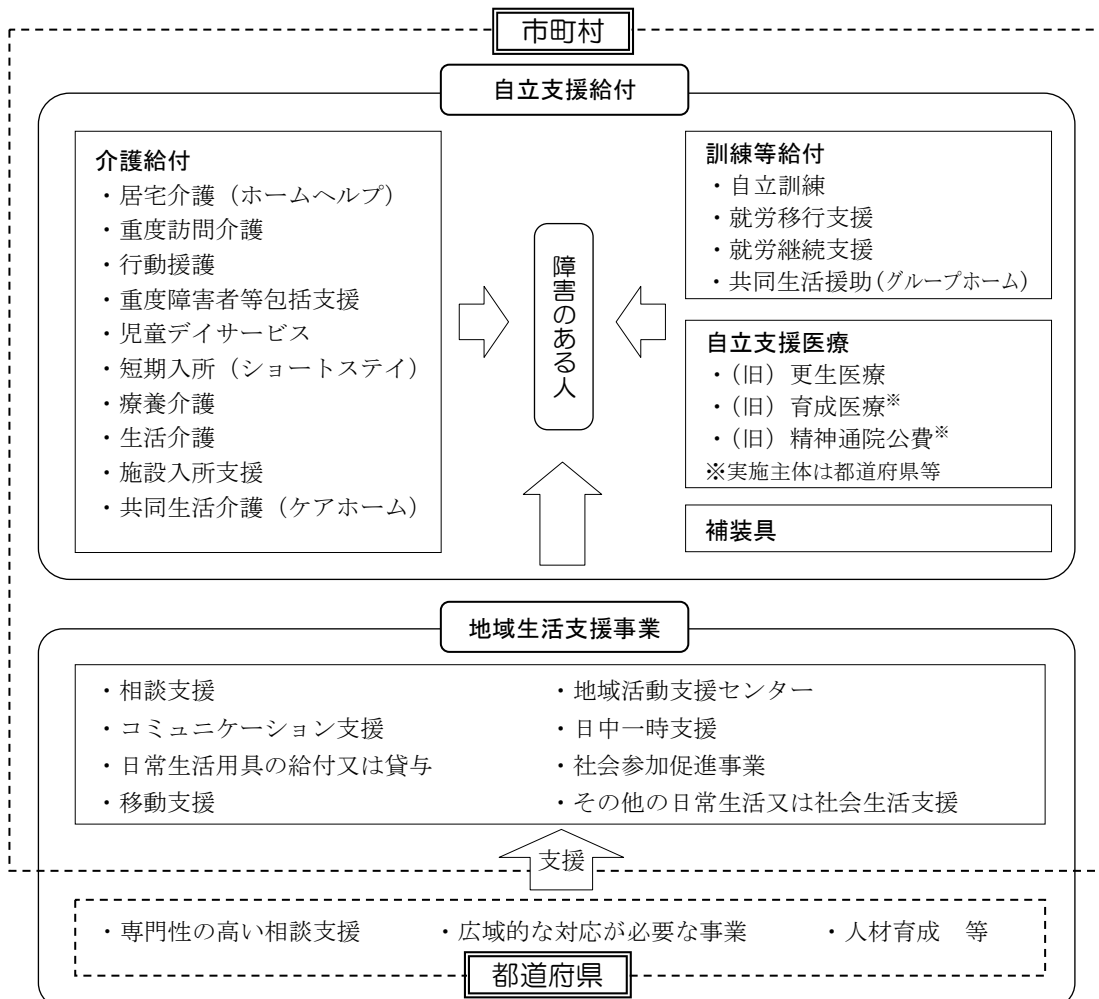 市町村
自立支援給付
介護給付
・居宅介護（ホームヘルプ）
・重度訪問介護
・行動援護
・重度障害者等包括支援
・児童デイサービス
・短期入所（ショートステイ）
・療養介護
・生活介護
・施設入所支援
・共同生活介護（ケアホーム）
障害のある人
訓練等給付
・自立訓練
・就労移行支援
・就労継続支援
・共同生活援助（グループホーム）
自立支援医療
・（旧）更生医療
・（旧）育成医療※
・（旧）精神通院公費※
※実施主体は都道府県等
補装具
地域生活支援事業
・相談支援
・コミュニケーション支援
・日常生活用具の給付又は貸与
・移動支援
・地域活動支援センター
・日中一時支援
・社会参加促進事業
・その他の日常生活又は社会生活支援
支援
・専門性の高い相談支援　・広域的な対応が必要な事業　・人材育成　等
都道府県